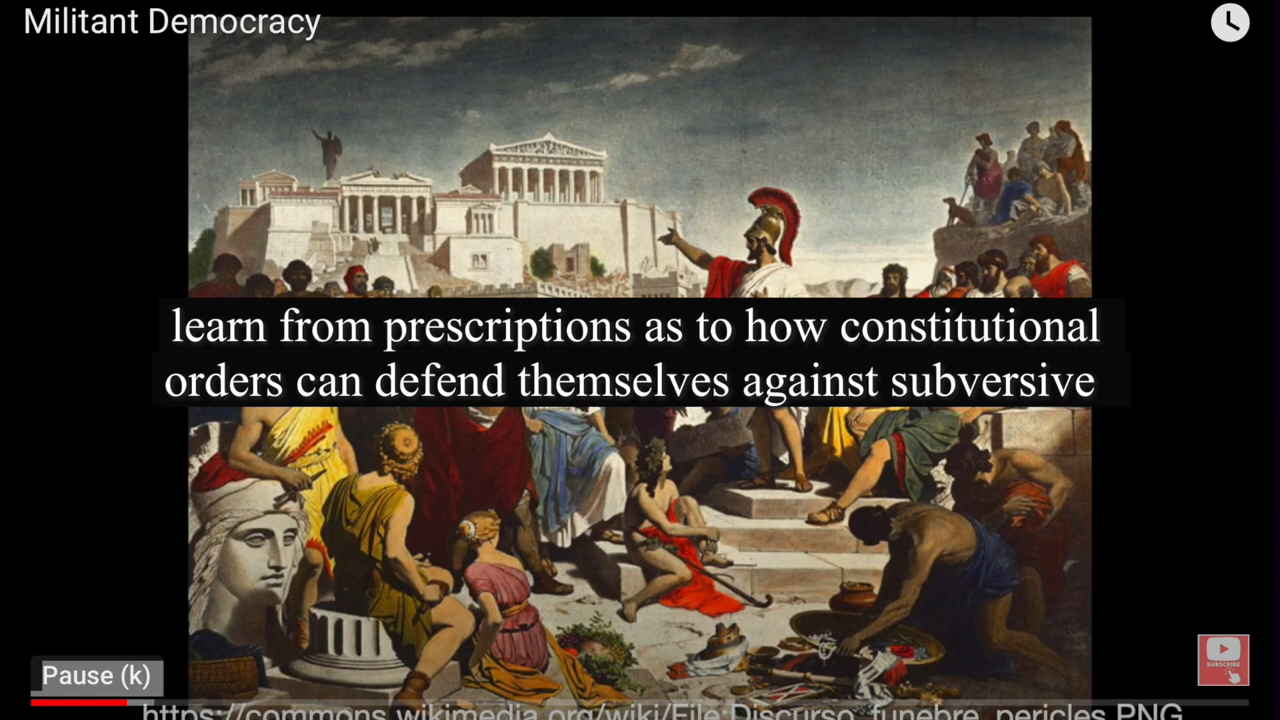 Militant Democracy
learn from prescriptions as to how constitutional
orders can defend themselves against subversive
SUBSCRIBE
Pause (k)
https://commons.wikimedia.org/wiki/File:Discurso_funebre_pericles.PNG